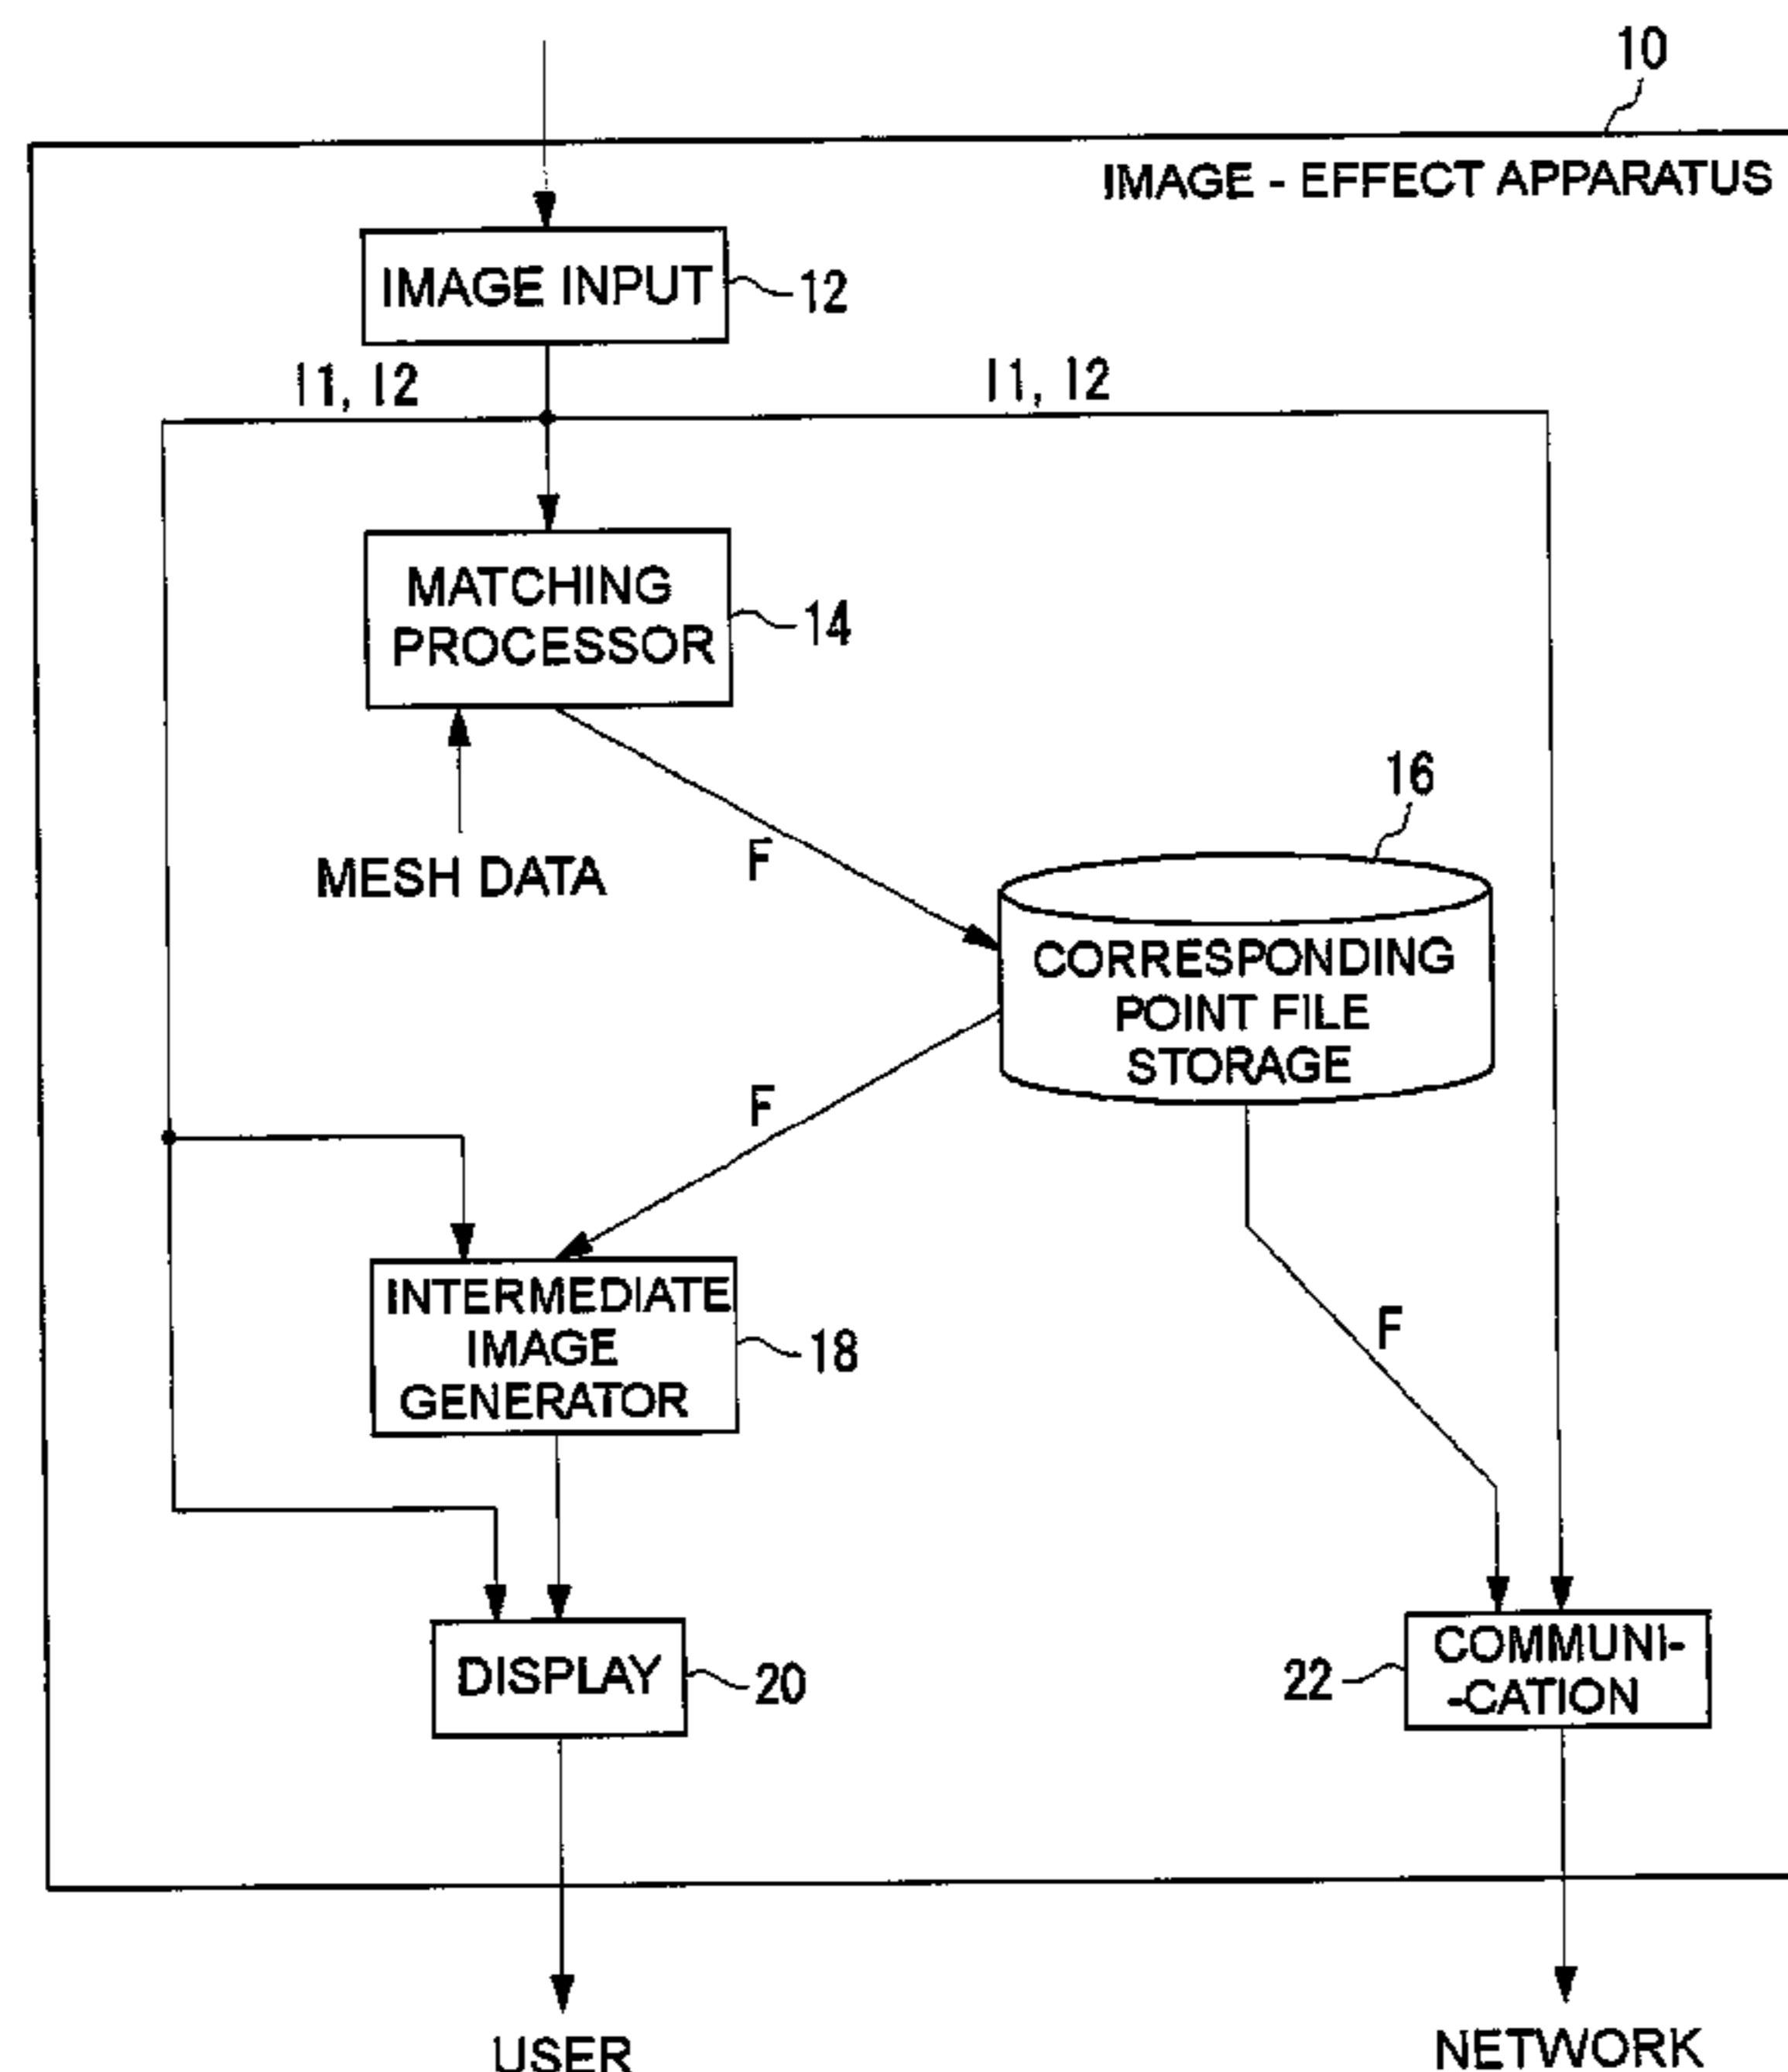 10
IMAGE - EFFECT APPARATUS
IMAGE INPUT
12
I1, I2
I1, I2
MATCHING
PROCESSOR
14
MESH DATA
F
16
CORRESPONDING
POINT FILE
STORAGE
F
INTERMEDIATE
IMAGE
GENERATOR
18
F
DISPLAY
20
22
COMMUNI-
-CATION
USER
NETWORK